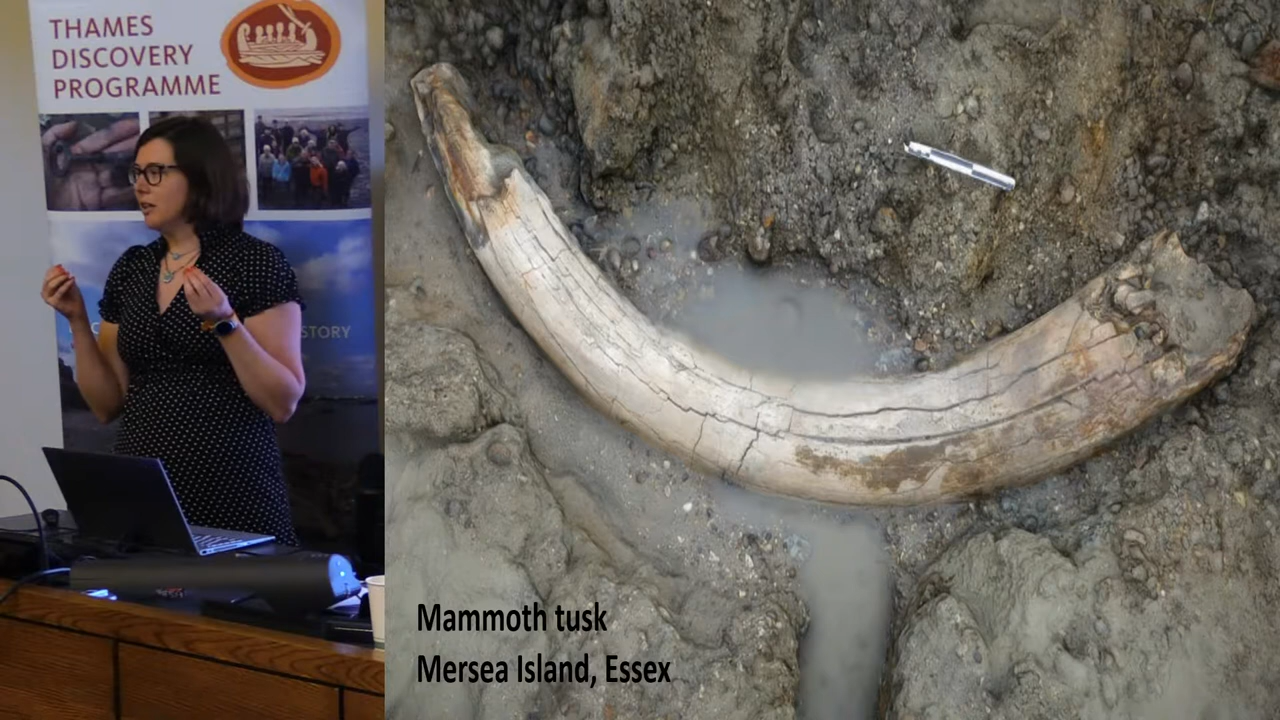 THAMES
DISCOVERY
PROGRAMME
STORY
Mammoth tusk
Mersea Island, Essex